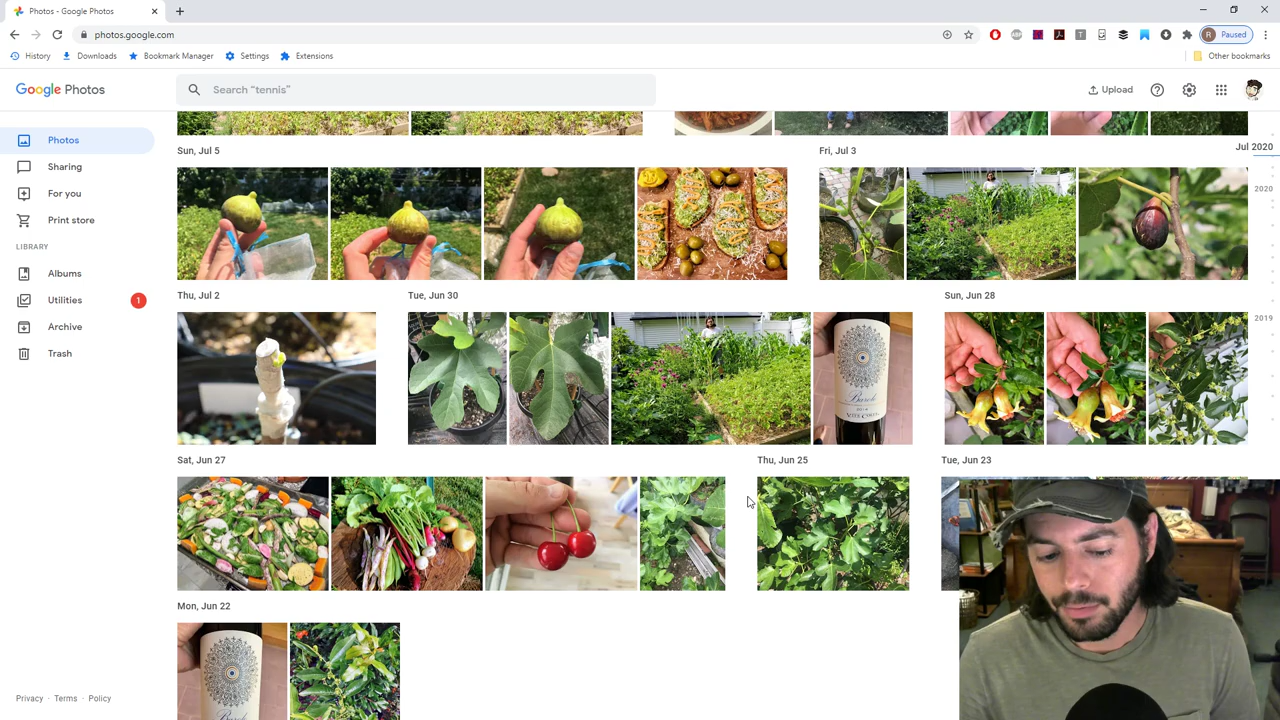 Photos - Google Photos
photos.google.com
Paused
History
Downloads
Bookmark Manager
Settings
Extensions
Other bookmarks
Google Photos
Search “tennis”
Upload
Photos
Sharing
For you
Print store
LIBRARY
Albums
Utilities
1
Archive
Trash
Sun, Jul 5
Fri, Jul 3
Jul 2020
2020
Thu, Jul 2
Tue, Jun 30
Sun, Jun 28
2019
Barolo
2014
Sat, Jun 27
Thu, Jun 25
Tue, Jun 23
Mon, Jun 22
Barolo
Privacy · Terms · Policy